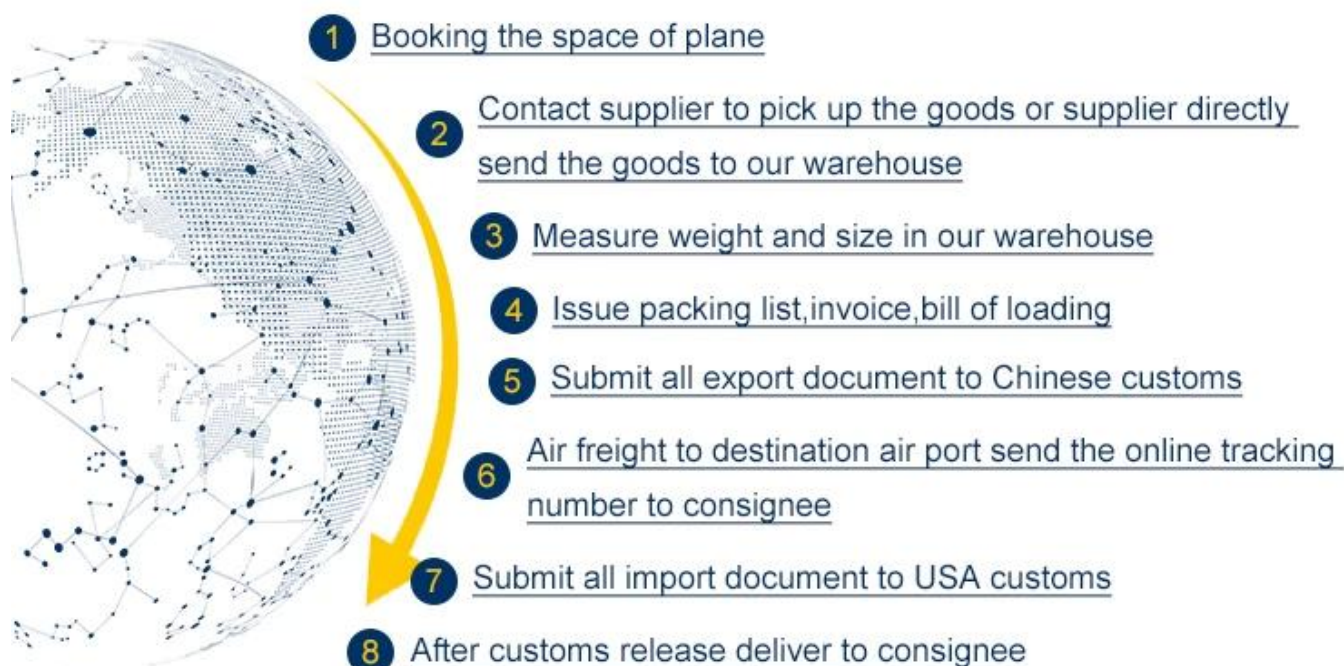 1 Booking the space of plane
2 Contact supplier to pick up the goods or supplier directly
send the goods to our warehouse
3 Measure weight and size in our warehouse
4 Issue packing list,invoice,bill of loading
5 Submit all export document to Chinese customs
6 Air freight to destination air port send the online tracking
number to consignee
7 Submit all import document to USA customs
8 After customs release deliver to consignee